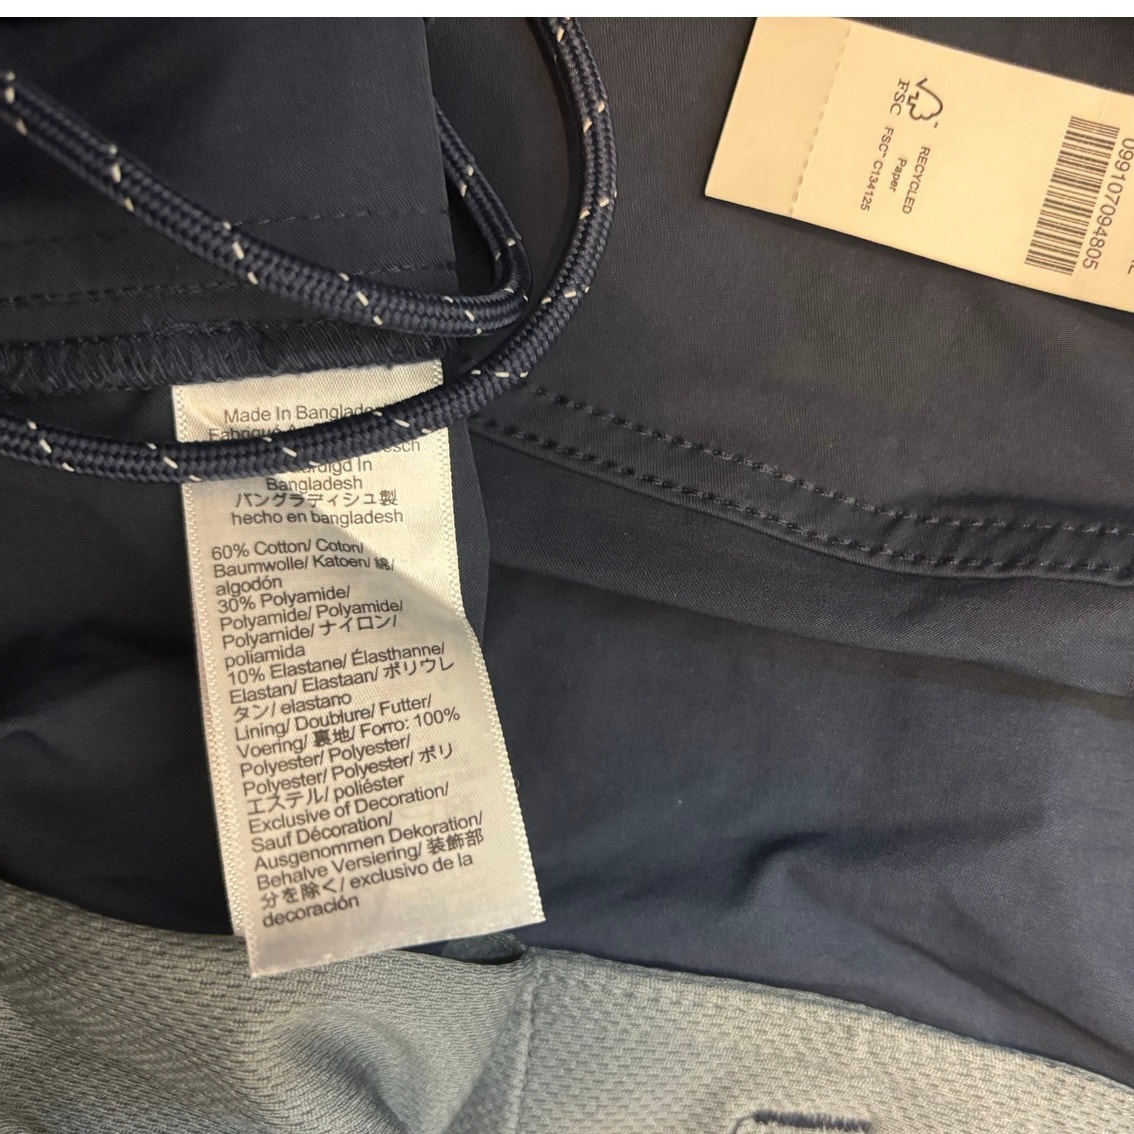 FSC
FSC™ C134125
RECYCLED
Paper
099107094805
Made In
hecho en bangladesh
Bangladesh
バングラディシュ製
60% Cotton/ Coton/
Baumwolle/ Katoen/ 綿/
algodón
30% Polyamide/
Polyamide/ Polyamide/
Polyamide/ ナイロン/
poliamida
10% Elastane/ Élasthanne/
Elastan/ Elastaan/ ポリウレ
タン/ elastano
Lining/ Doublure/ Futter/
Voering/ 裏地/ Forro: 100%
Polyester/ Polyester/
Polyester/ Polyester/ ポリ
エステル/ poliéster
Exclusive of Decoration/
Sauf Décoration/
Ausgenommen Dekoration/
Behalve Versiering/ 装飾部
分を除く/ exclusivo de la
decoración